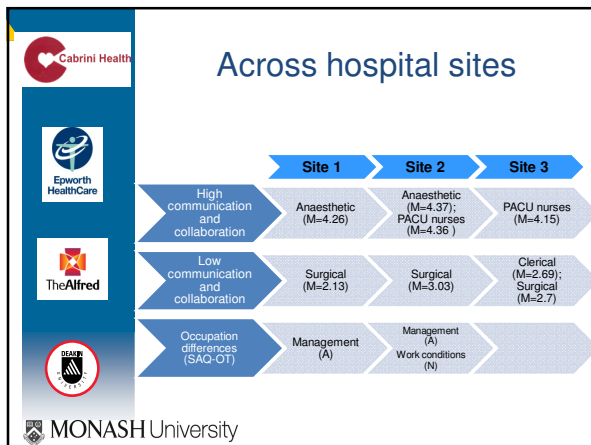 Cabrini Health
Across hospital sites
Epworth
HealthCare
TheAlfred
DEAKIN
UNIVERSITY
MONASH University
Site 1
Site 2
Site 3
High
communication
and
collaboration
Anaesthetic
(M=4.26)
Anaesthetic
(M=4.37);
PACU nurses
(M=4.36 )
PACU nurses
(M=4.15)
Low
communication
and
collaboration
Surgical
(M=2.13)
Surgical
(M=3.03)
Clerical
(M=2.69);
Surgical
(M=2.7)
Occupation
differences
(SAQ-OT)
Management
(A)
Management
(A)
Work conditions
(N)